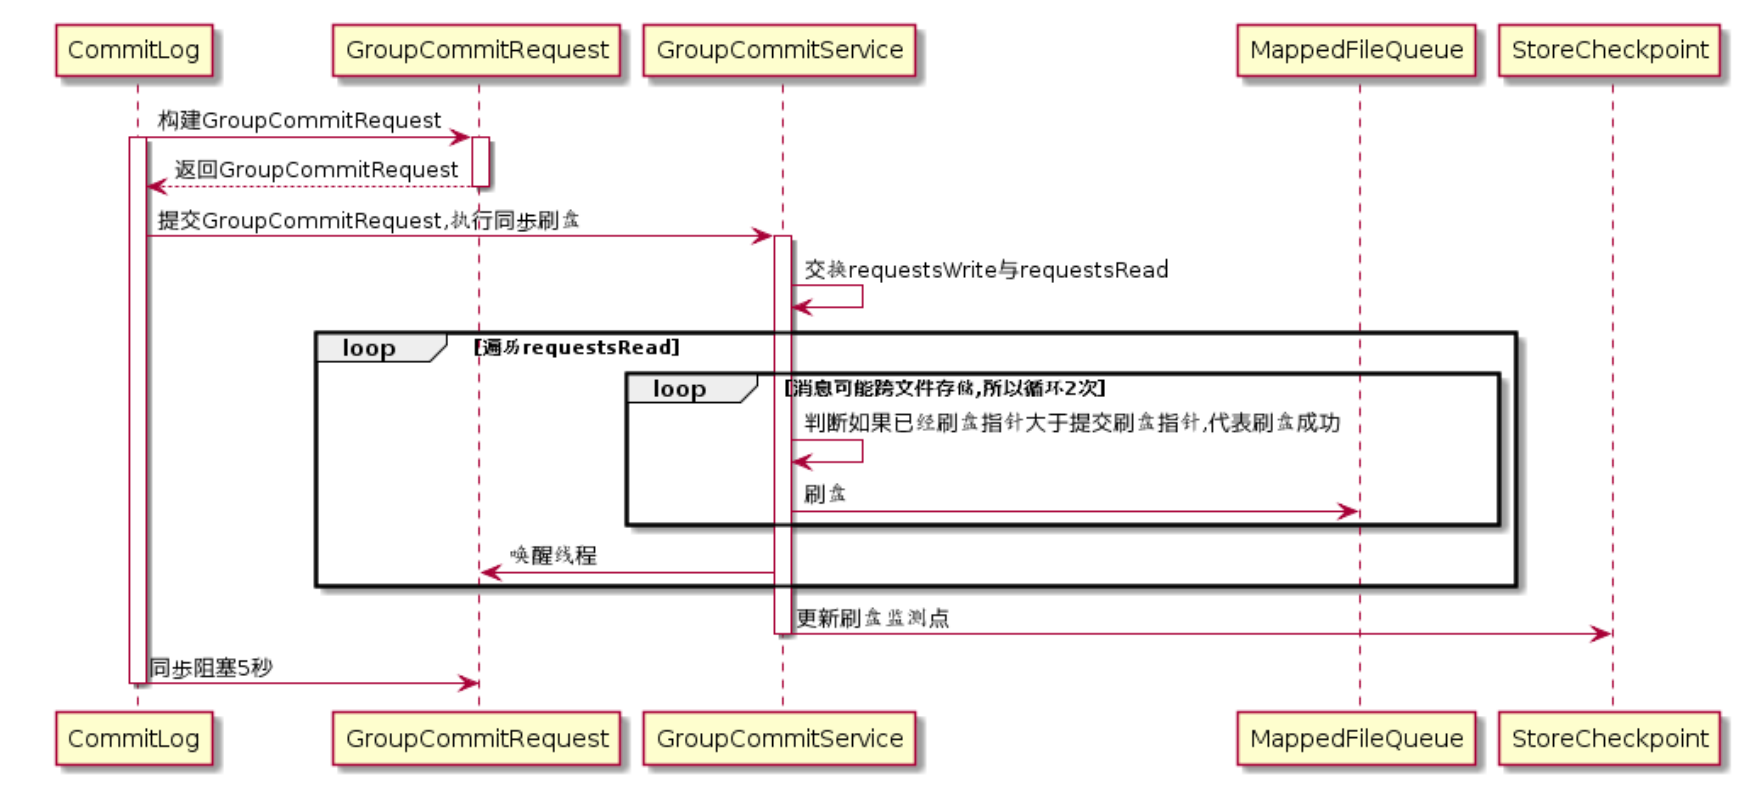 CommitLog
GroupCommitRequest
GroupCommitService
MappedFileQueue
StoreCheckpoint
构建GroupCommitRequest
返回GroupCommitRequest
提交GroupCommitRequest,执行同步刷盘
交换requestsWrite与requestsRead
loop
[遍历requestsRead]
loop
[消息可能跨文件存储,所以循环2次]
判断如果已经刷盘指针大于提交刷盘指针,代表刷盘成功
刷盘
唤醒线程
更新刷盘监测点
同步阻塞5秒
CommitLog
GroupCommitRequest
GroupCommitService
MappedFileQueue
StoreCheckpoint